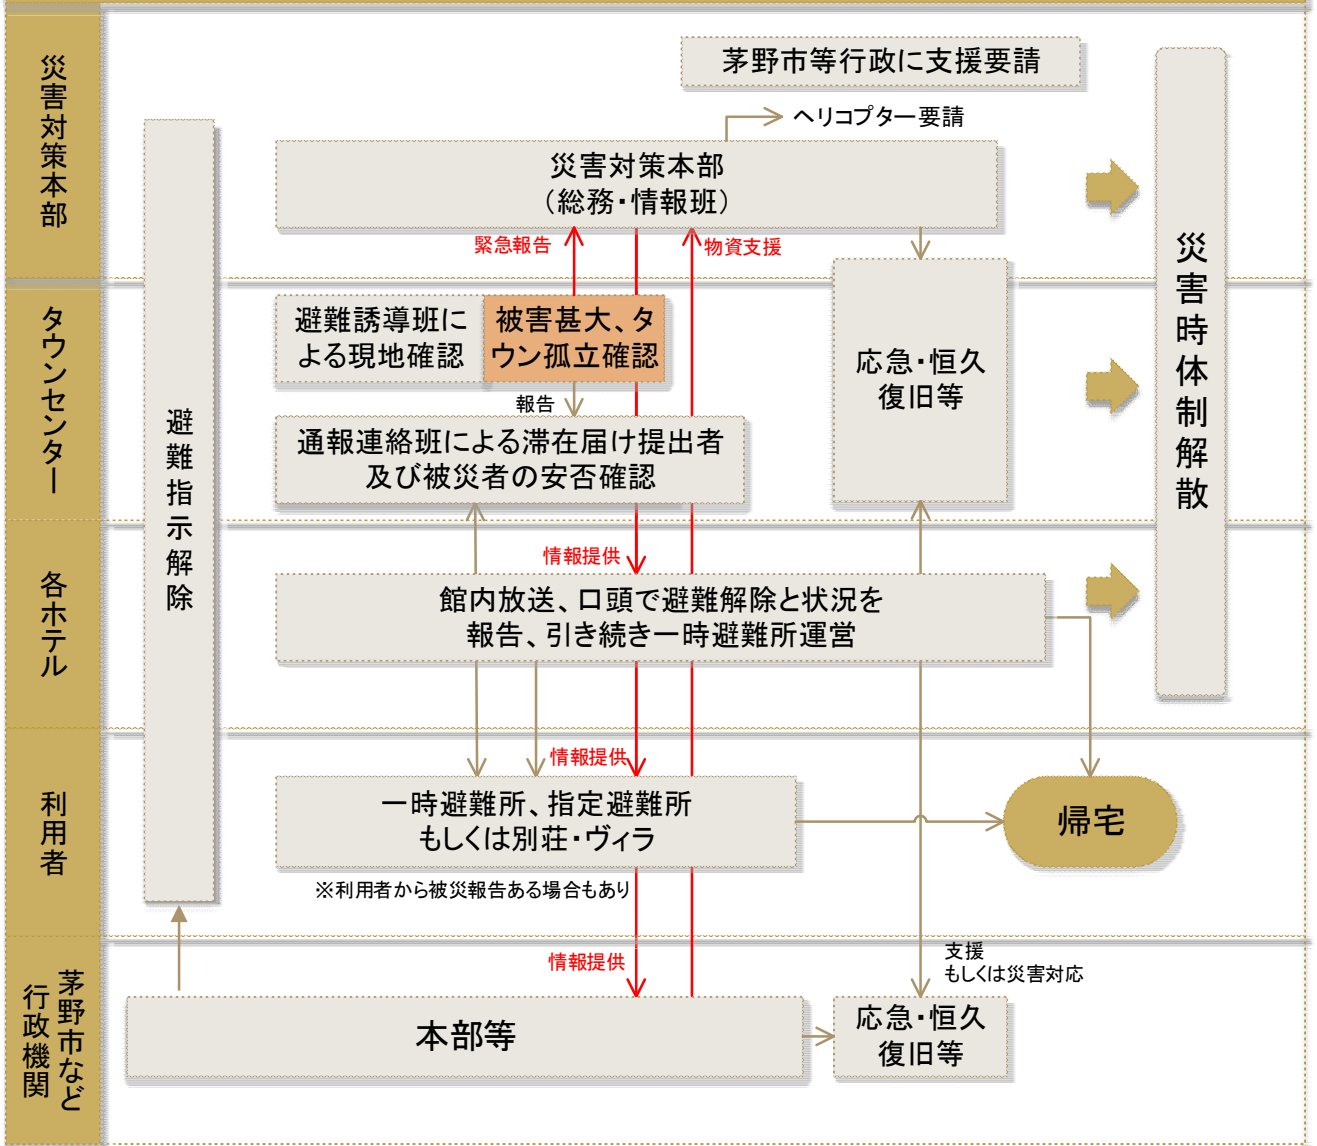 災害対策本部
茅野市等行政に支援要請
ヘリコプター要請
災害対策本部
（総務・情報班）
緊急報告
物資支援
タウンセンター
避難誘導班に
よる現地確認
被害甚大、タ
ウン孤立確認
報告
通報連絡班による滞在届け提出者
及び被災者の安否確認
応急・恒久
復旧等
避難指示解除
災害時体制解散
各ホテル
情報提供
館内放送、口頭で避難解除と状況を
報告、引き続き一時避難所運営
利用者
情報提供
一時避難所、指定避難所
もしくは別荘・ヴィラ
帰宅
※利用者から被災報告ある場合もあり
茅野市など
行政機関
情報提供
支援
もしくは災害対応
本部等
応急・恒久
復旧等